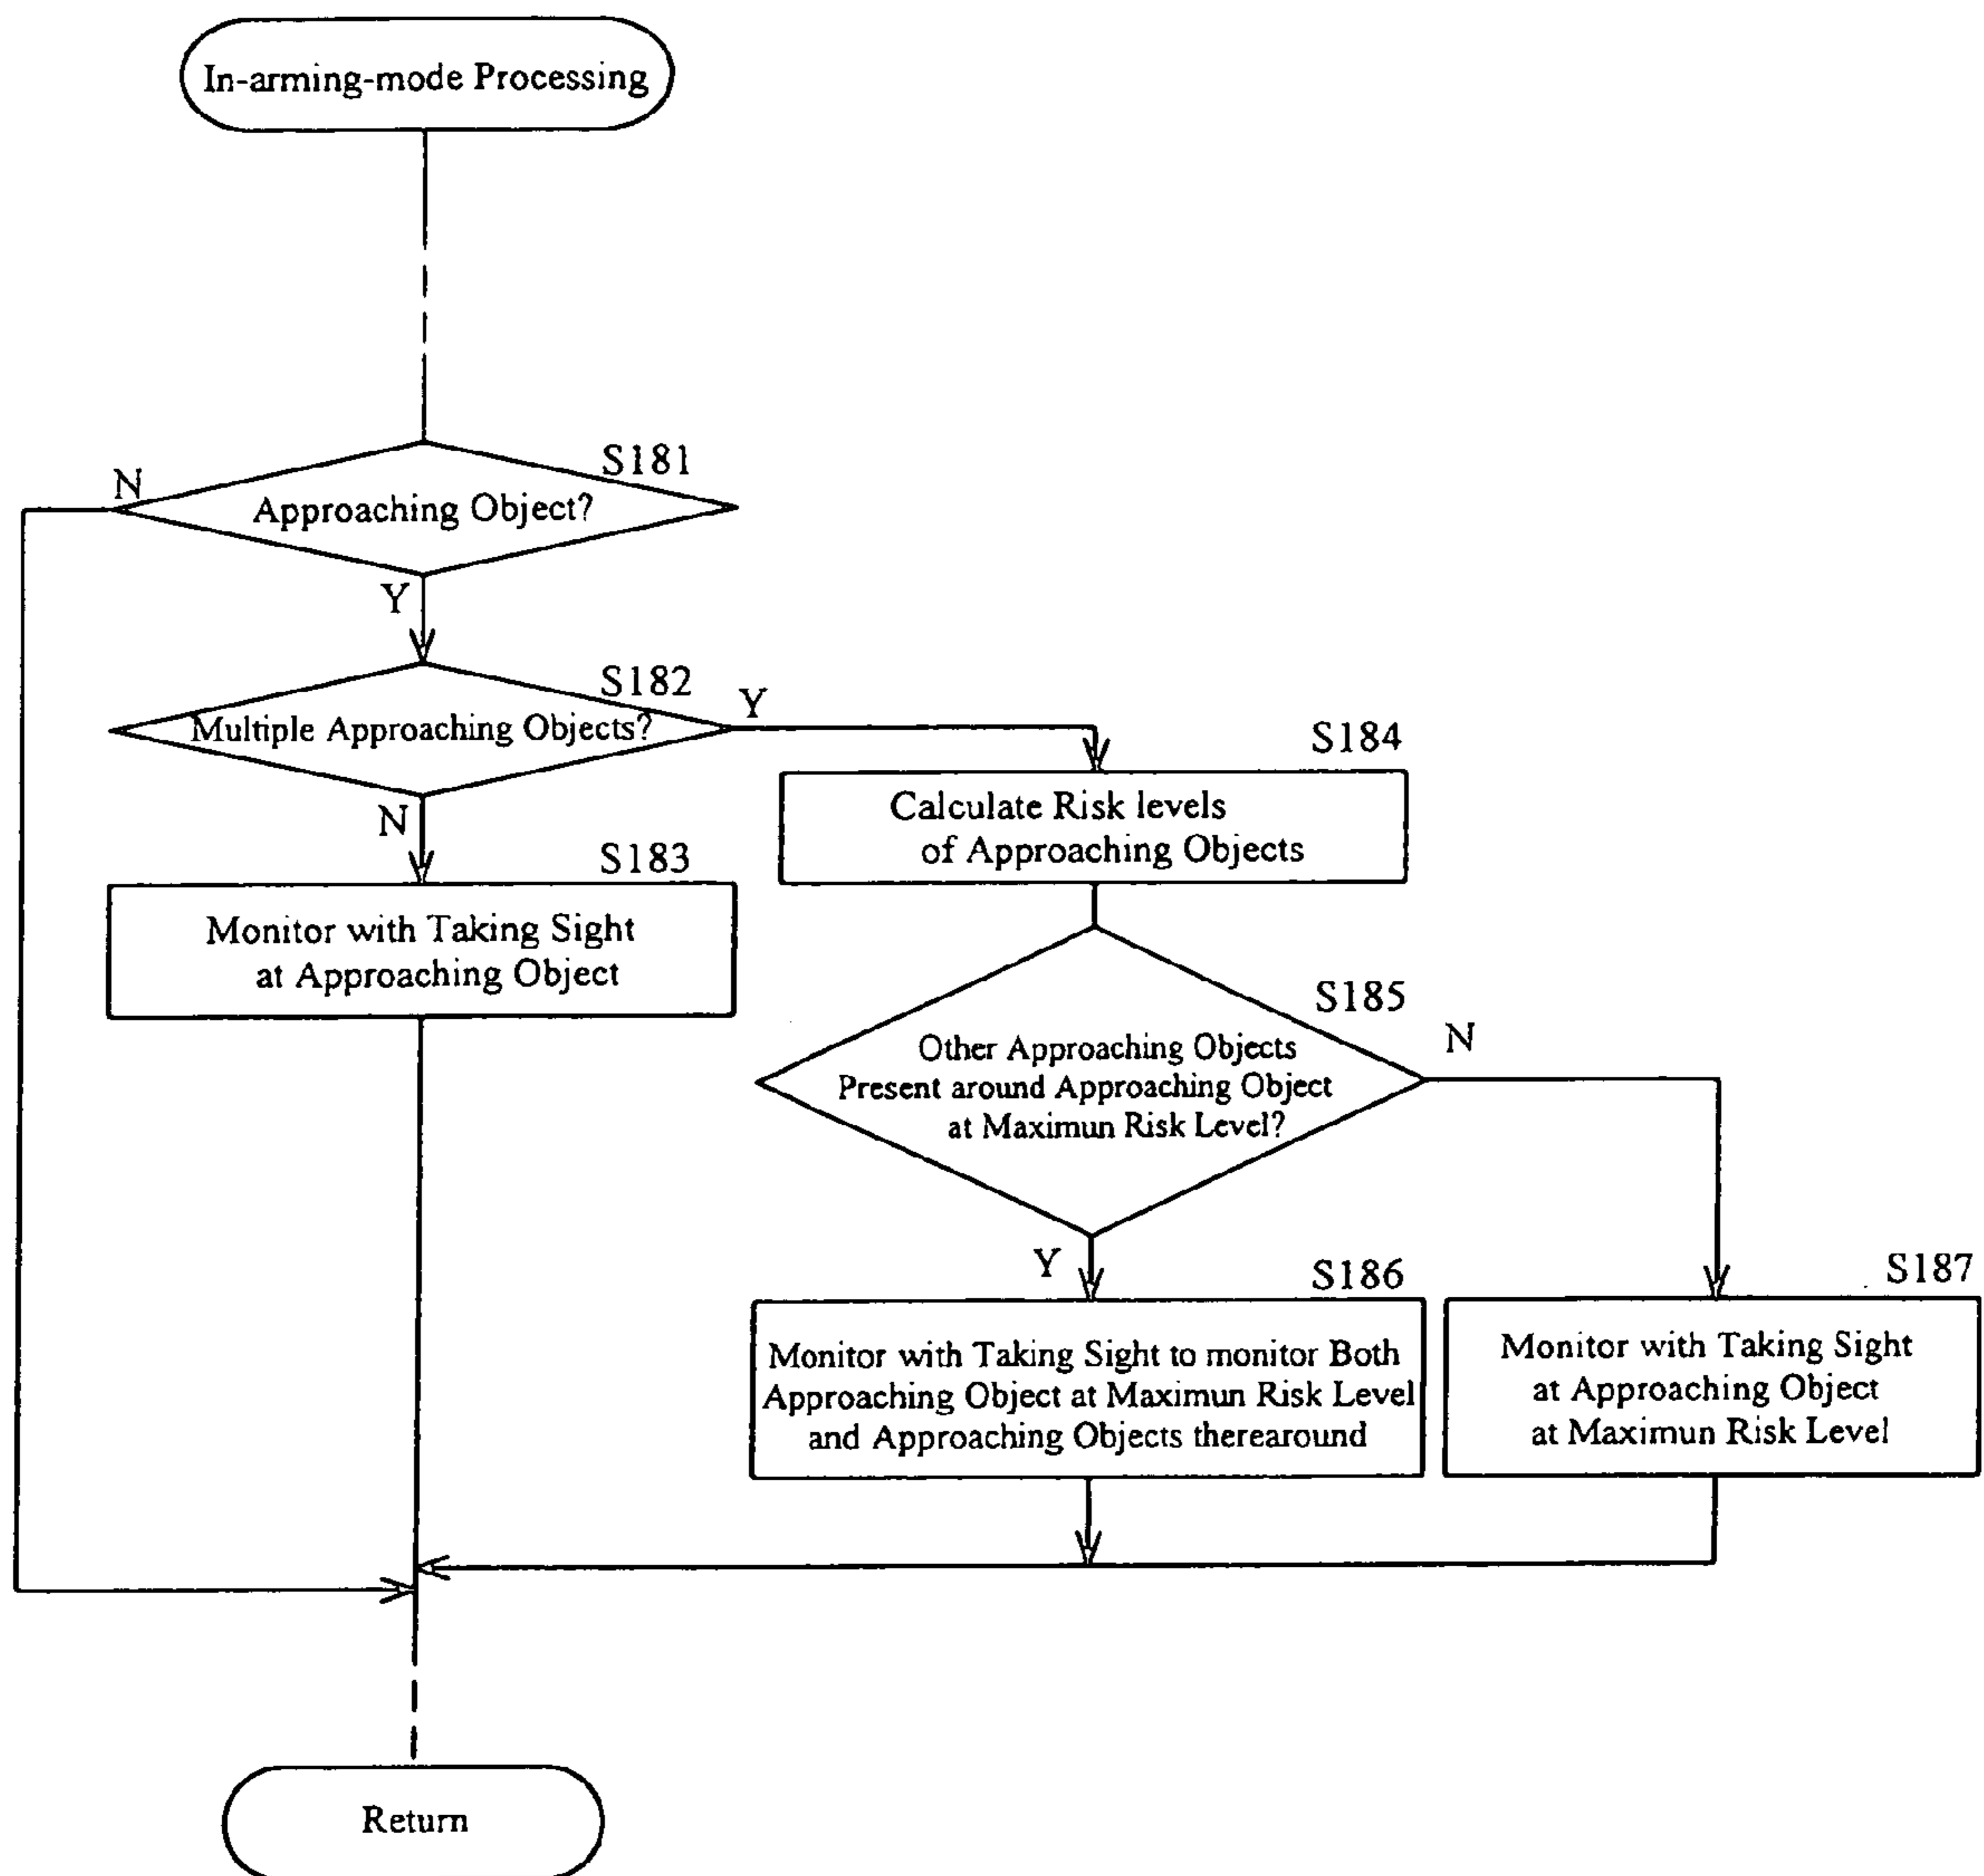 In-arming-mode Processing
S181
N
Approaching Object?
Y
S182
Y
Multiple Approaching Objects?
N
S183
Monitor with Taking Sight
at Approaching Object
S184
Calculate Risk levels
of Approaching Objects
S185
N
Other Approaching Objects
Present around Approaching Object
at Maximun Risk Level?
Y
S186
Monitor with Taking Sight to monitor Both
Approaching Object at Maximun Risk Level
and Approaching Objects therearound
S187
Monitor with Taking Sight
at Approaching Object
at Maximun Risk Level
Return